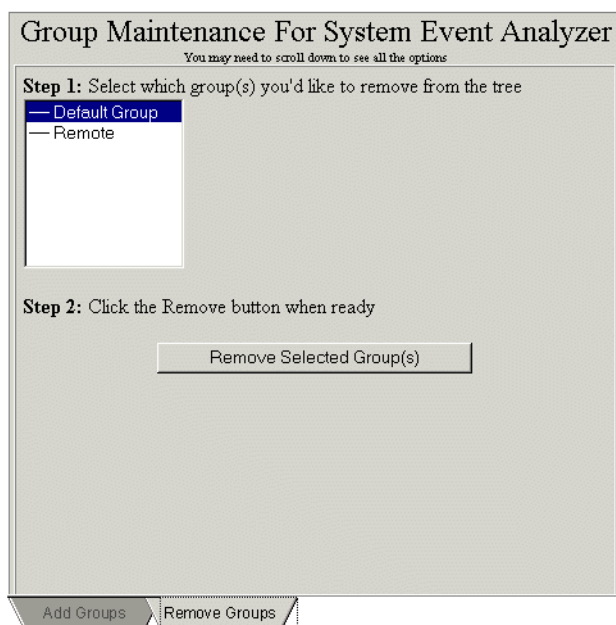 Group Maintenance For System Event Analyzer
You may need to scroll down to see all the options
Step 1: Select which group(s) you'd like to remove from the tree
Default Group
Remote
Step 2: Click the Remove button when ready
Remove Selected Group(s)
Add Groups
Remove Groups